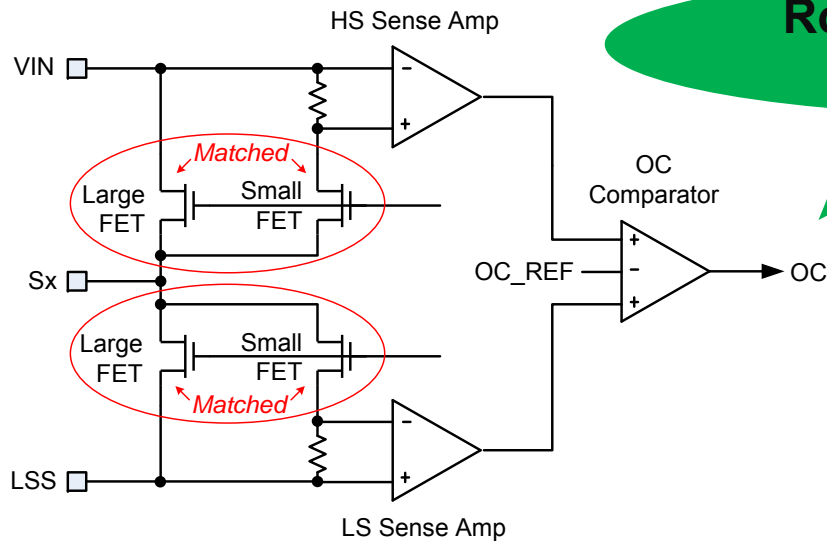 HS Sense Amp
Ro
VIN
-
+
Matched
Large
FET
Small
FET
OC
Comparator
+
Sx
OC_REF
-
OC
+
Large
FET
Small
FET
Matched
-
+
LSS
LS Sense Amp